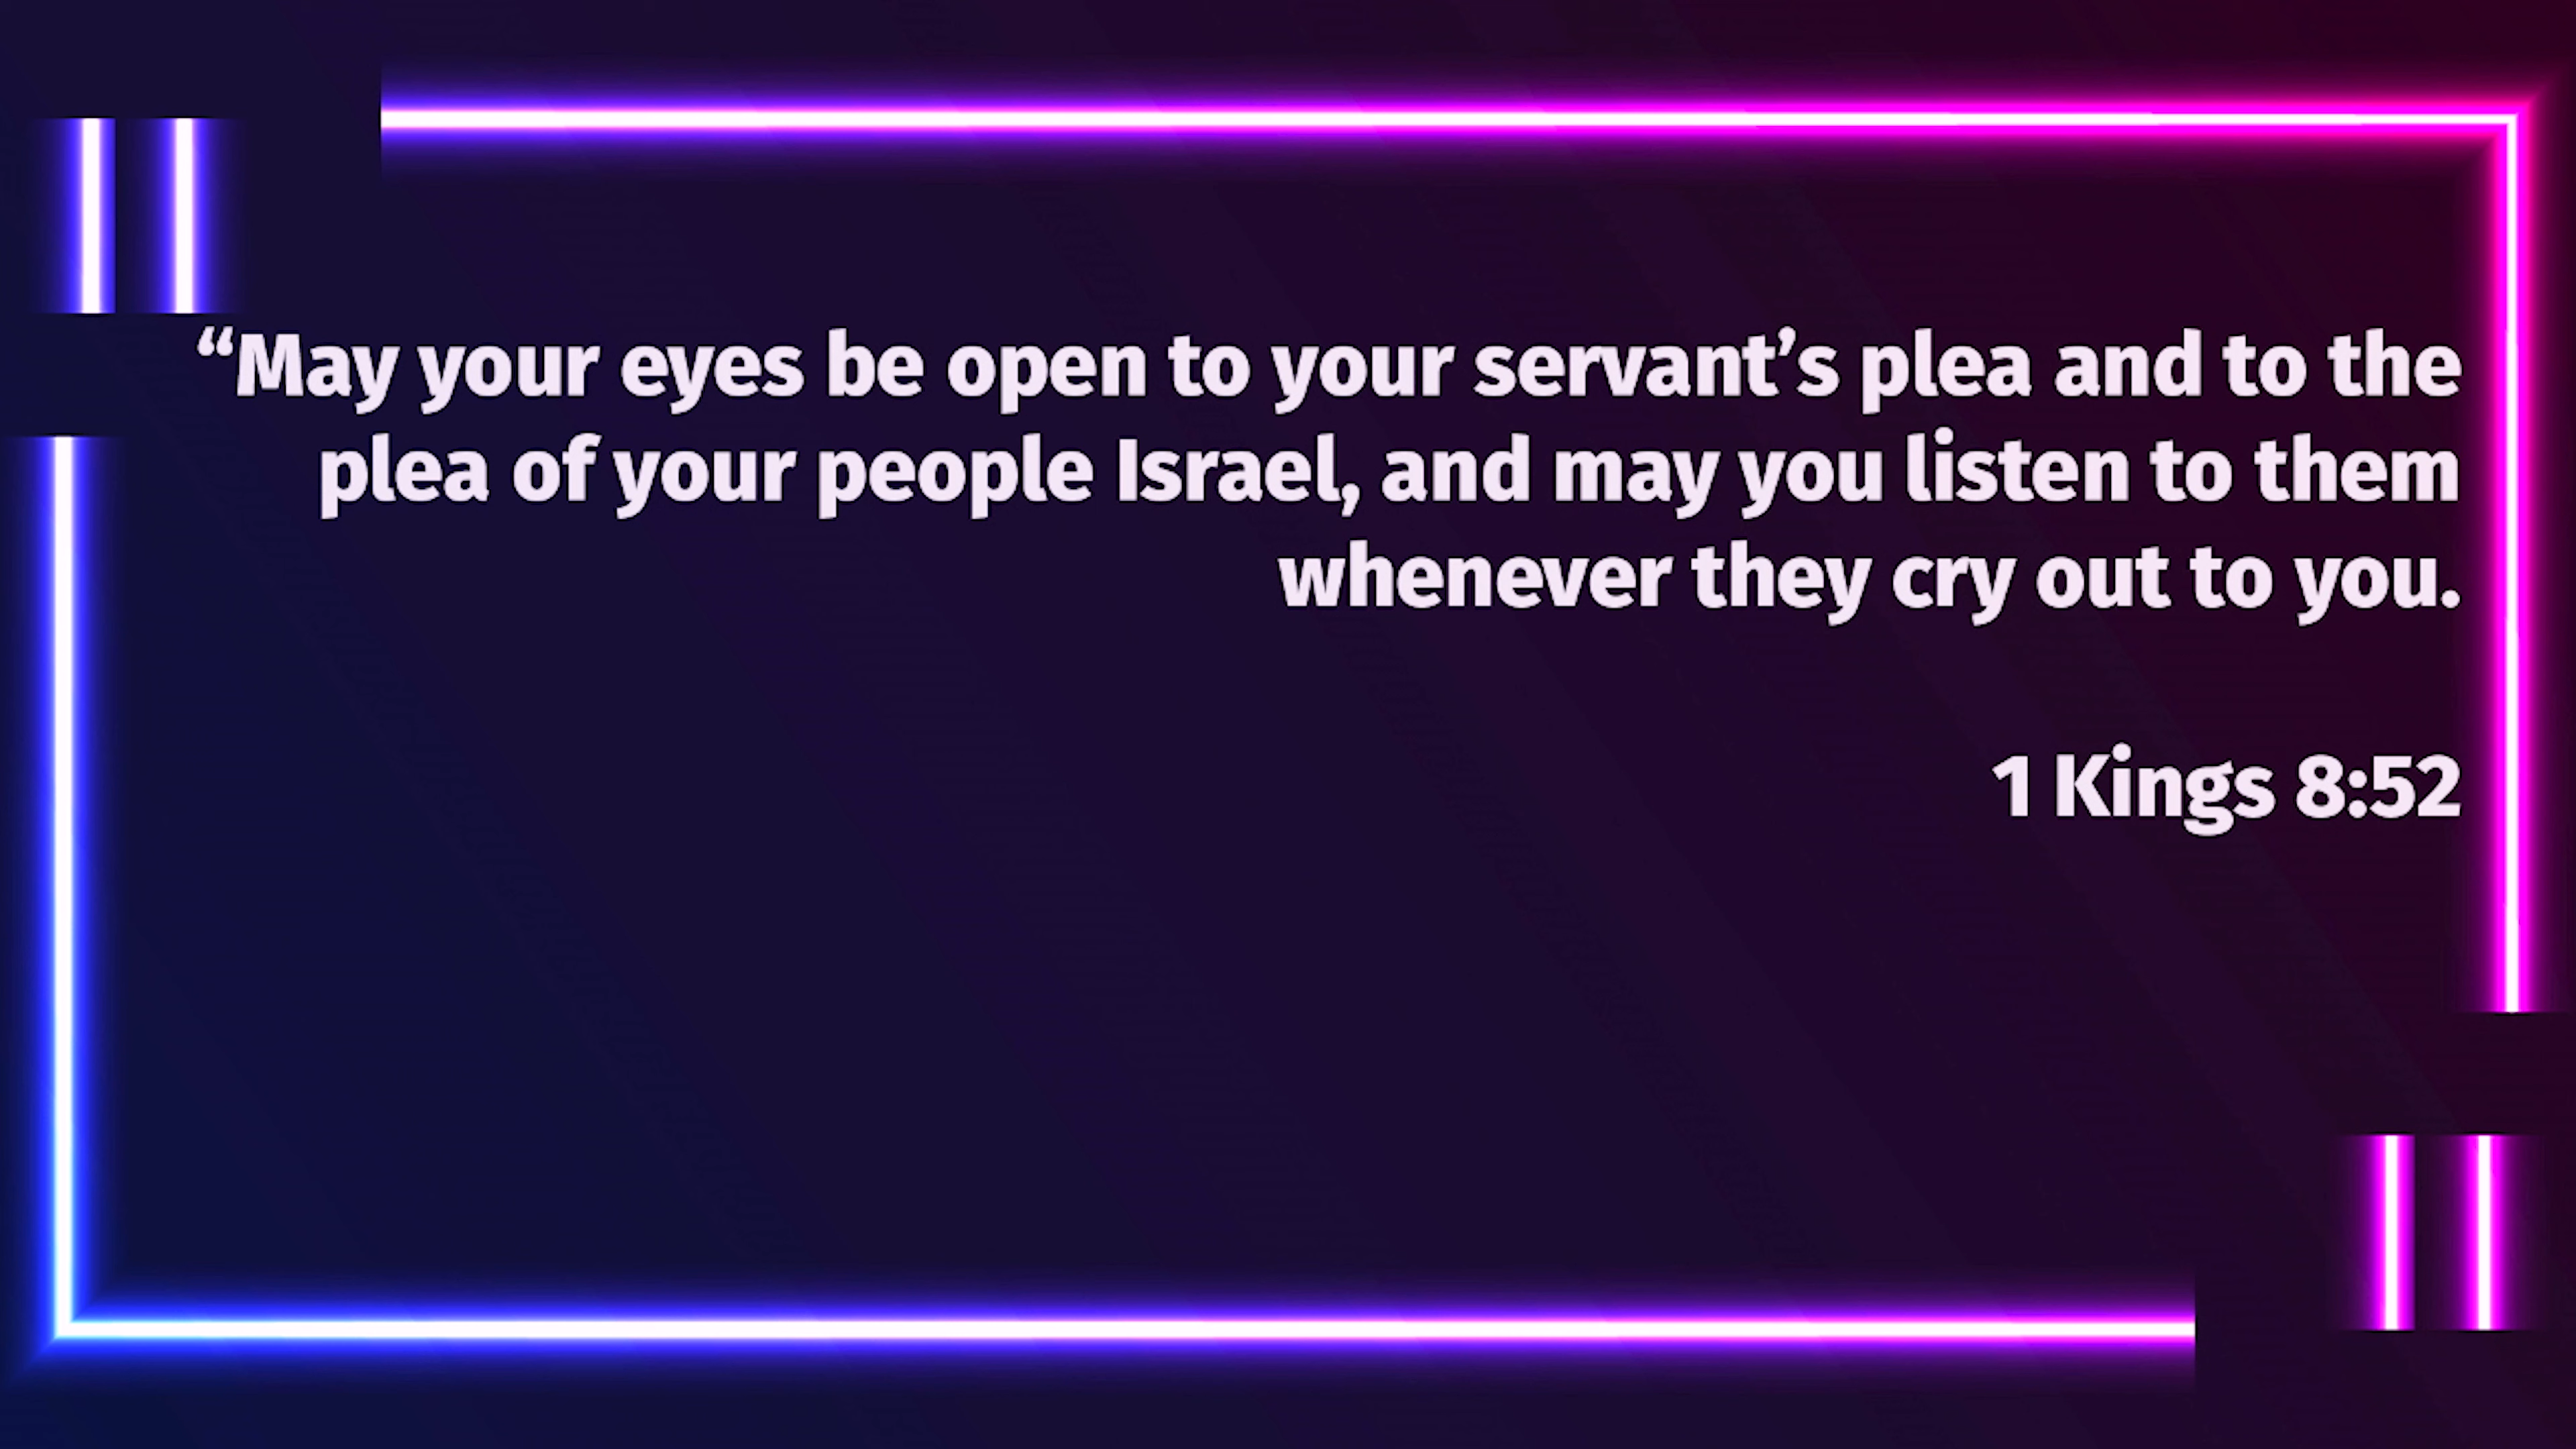 “May your eyes be open to your servant’s plea and to the
plea of your people Israel, and may you listen to them
whenever they cry out to you.
1 Kings 8:52